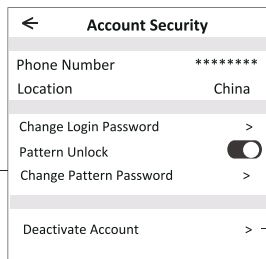 Account Security
Phone Number ********
Location China
Change Login Password >
Pattern Unlock
Change Pattern Password >
Deactivate Account >